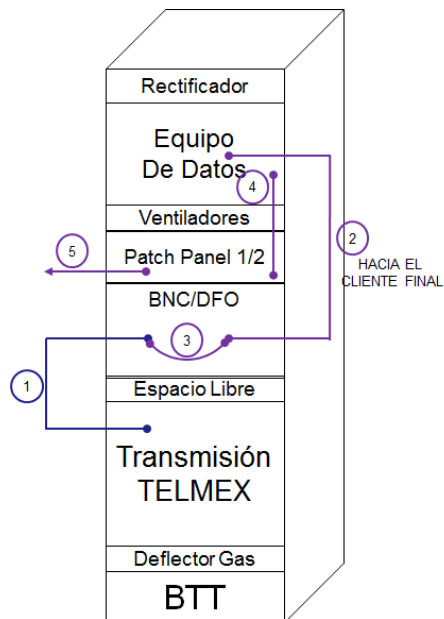 Rectificador
Equipo
De Datos
4
Ventiladores
5
Patch Panel 1/2
2
HACIA EL
CLIENTE FINAL
BNC/DFO
3
1
Espacio Libre
Transmisión
TELMEX
Deflector Gas
BTT